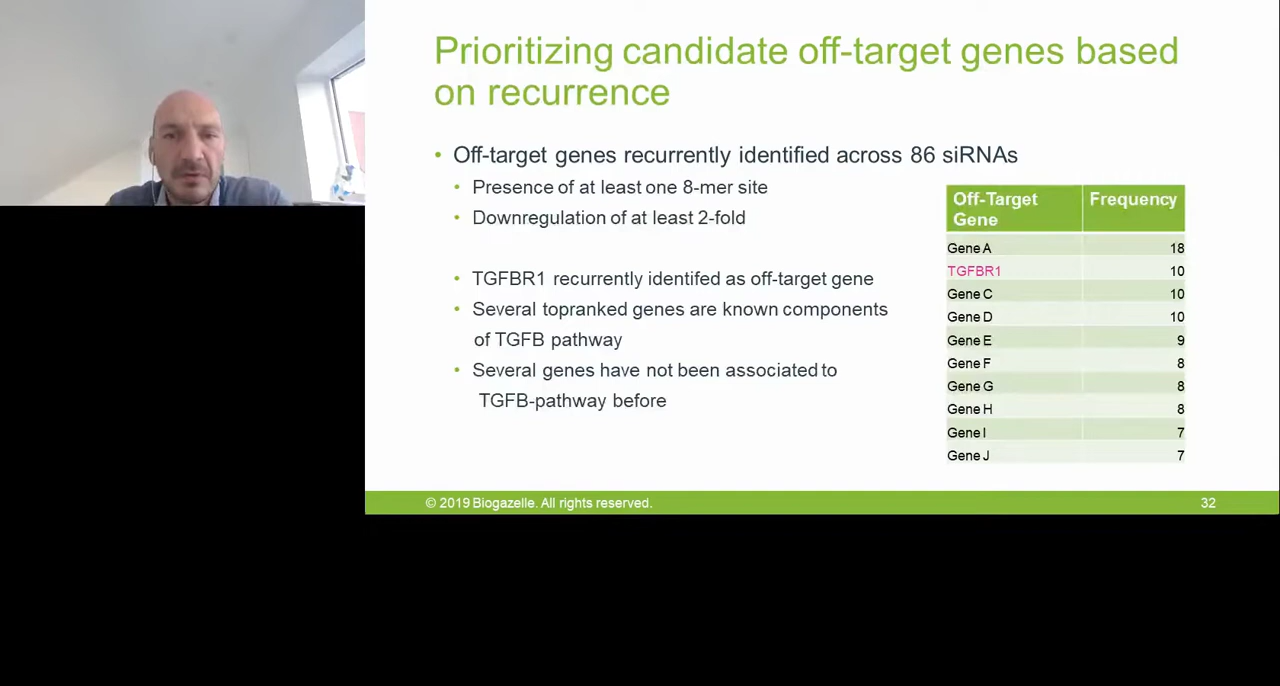 Prioritizing candidate off-target genes based
on recurrence
• Off-target genes recurrently identified across 86 siRNAs
• Presence of at least one 8-mer site
• Downregulation of at least 2-fold
• TGFBR1 recurrently identifed as off-target gene
• Several topranked genes are known components
of TGFB pathway
• Several genes have not been associated to
TGFB-pathway before
Off-Target Gene Frequency
Gene A 18
TGFBR1 10
Gene C 10
Gene D 10
Gene E 9
Gene F 8
Gene G 8
Gene H 8
Gene I 7
Gene J 7
© 2019 Biogazelle. All rights reserved. 32